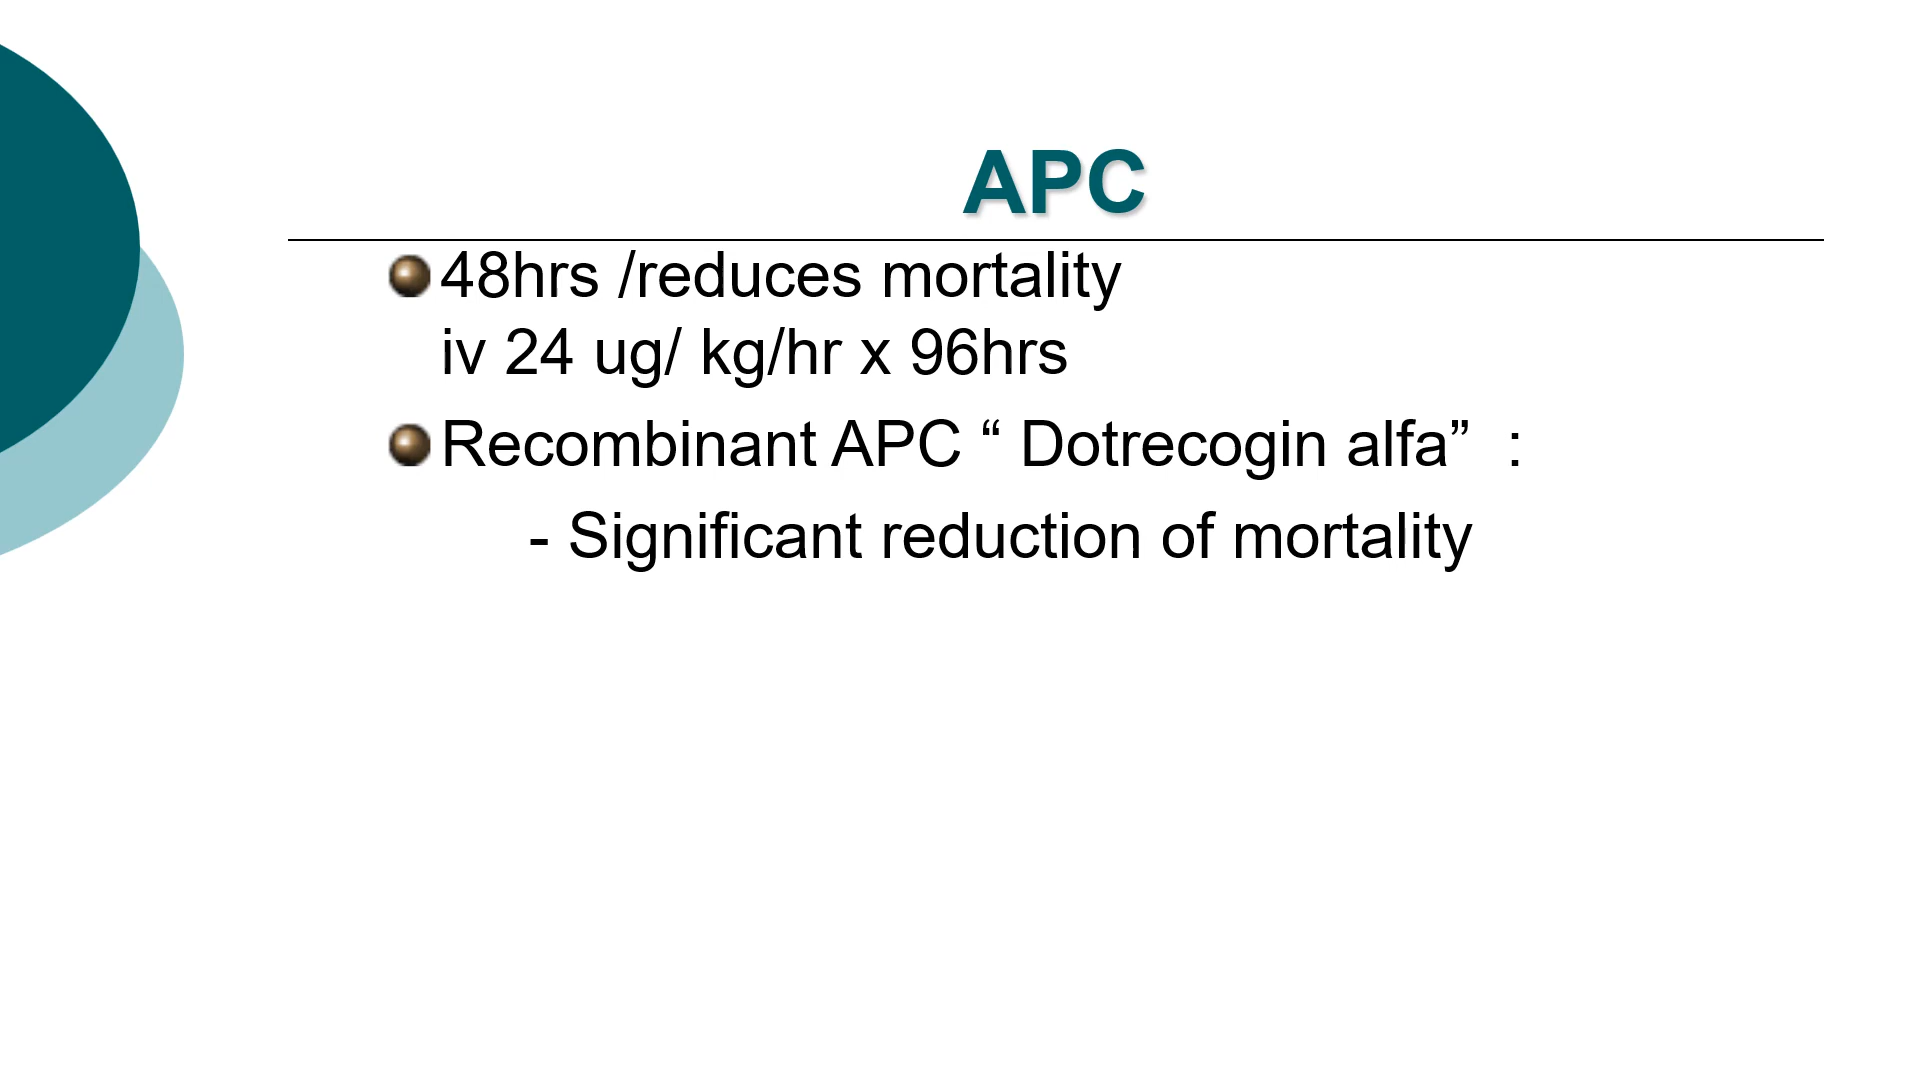 APC
48hrs /reduces mortality
iv 24 ug/ kg/hr x 96hrs
Recombinant APC “ Dotrecogin alfa”  :
- Significant reduction of mortality